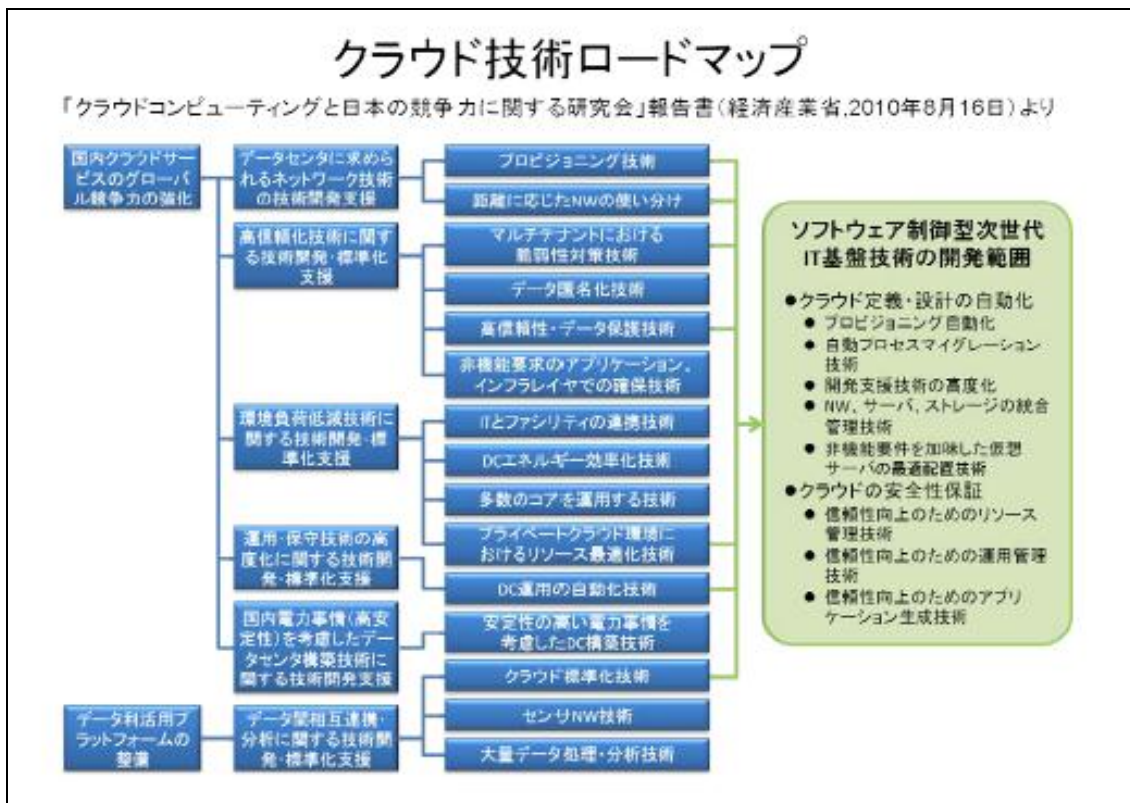 クラウド技術ロードマップ
「クラウドコンピューティングと日本の競争力に関する研究会」報告書(経済産業省,2010年8月16日)より
国内クラウドサー
ビスのグローバ
ル競争力の強化
データセンタに求めら
れるネットワーク技術
の技術開発支援
プロビジョニング技術
距離に応じたNWの使い分け
高信頼化技術に関す
る技術開発・標準化
支援
マルチテナントにおける
脆弱性対策技術
データ匿名化技術
高信頼性・データ保護技術
非機能要求のアプリケーション、
インフラレイヤでの確保技術
環境負荷低減技術に
関する技術開発・標
準化支援
ITとファシリティの連携技術
DCエネルギー効率化技術
多数のコアを運用する技術
プライベートクラウド環境に
おけるリソース最適化技術
運用・保守技術の高
度化に関する技術開
発・標準化支援
DC運用の自動化技術
国内電力事情(高安
定性)を考慮したデー
タセンタ構築技術に
関する技術開発支援
安定性の高い電力事情を
考慮したDC構築技術
クラウド標準化技術
データ利活用プ
ラットフォームの
整備
データ間相互連携・
分析に関する技術開
発・標準化支援
センサNW技術
大量データ処理・分析技術
ソフトウェア制御型次世代
IT基盤技術の開発範囲
●クラウド定義・設計の自動化
● プロビジョニング自動化
● 自動プロセスマイグレーション
技術
● 開発支援技術の高度化
● NW、サーバ、ストレージの統合
管理技術
● 非機能要件を加味した仮想
サーバの最適配置技術
●クラウドの安全性保証
● 信頼性向上のためのリソース
管理技術
● 信頼性向上のための運用管理
技術
● 信頼性向上のためのアプリ
ケーション生成技術